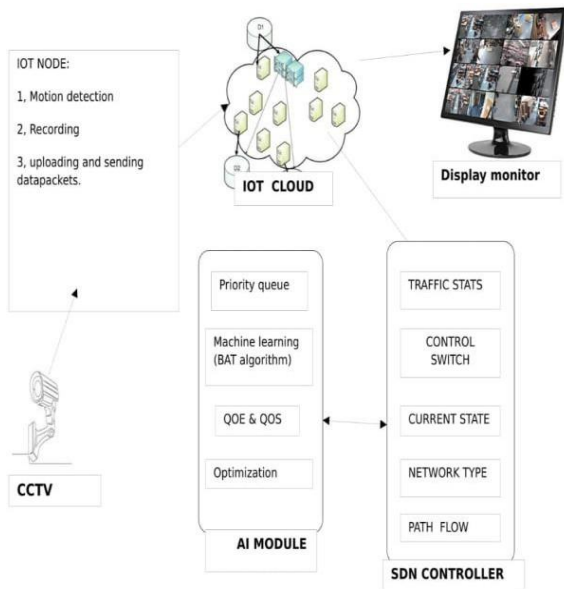 IOT NODE:
1, Motion detection
2, Recording
3, uploading and sending
datapackets.
D1
IOT CLOUD
Display monitor
CCTV
Priority queue
Machine learning
(BAT algorithm)
QOE & QOS
Optimization
AI MODULE
TRAFFIC STATS
CONTROL
SWITCH
CURRENT STATE
NETWORK TYPE
PATH FLOW
SDN CONTROLLER